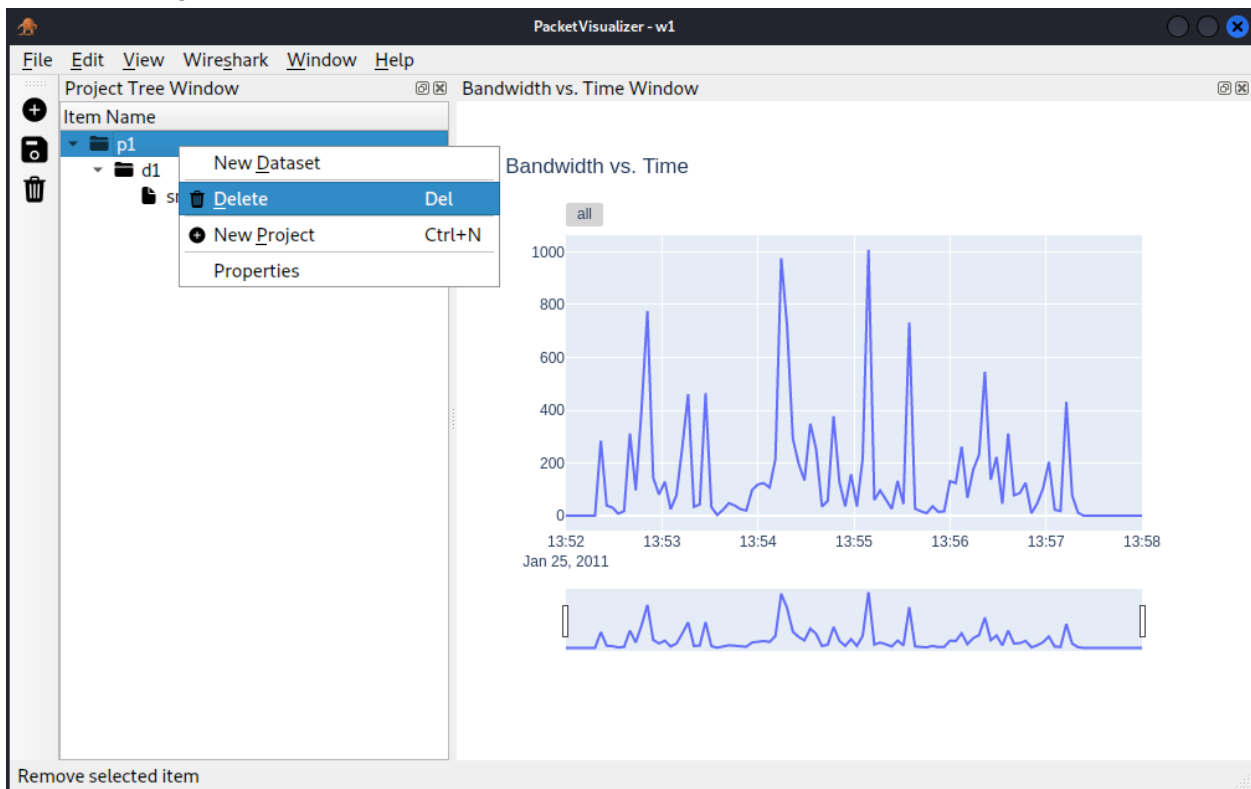 PacketVisualizer - w1
File Edit View Wireshark Window Help
Project Tree Window
Item Name
p1
d1
New Dataset
Delete Del
New Project Ctrl+N
Properties
Bandwidth vs. Time Window
Bandwidth vs. Time
all
1000
800
600
400
200
0
13:52 13:53 13:54 13:55 13:56 13:57 13:58
Jan 25, 2011
Remove selected item